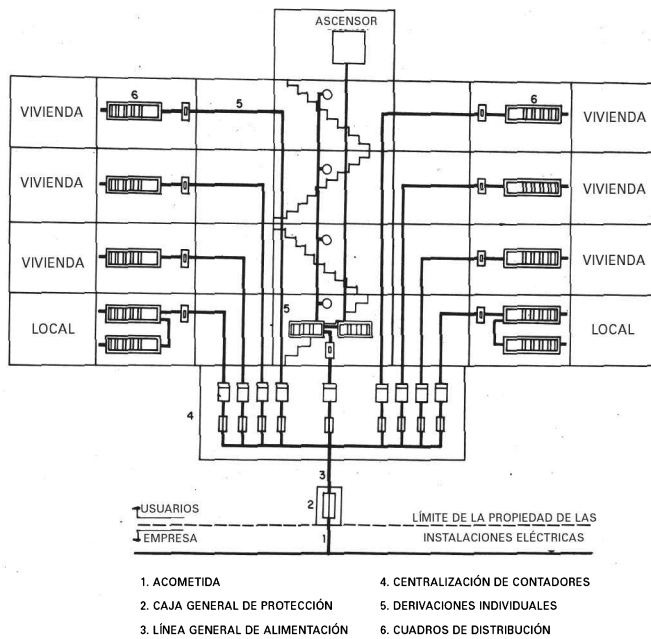 ASCENSOR
6
5
6
VIVIENDA
VIVIENDA
VIVIENDA
VIVIENDA
VIVIENDA
VIVIENDA
5
LOCAL
LOCAL
4
3
2
USUARIOS
LÍMITE DE LA PROPIEDAD DE LAS
EMPRESA
1
INSTALACIONES ELÉCTRICAS
1. ACOMETIDA
2. CAJA GENERAL DE PROTECCIÓN
3. LÍNEA GENERAL DE ALIMENTACIÓN
4. CENTRALIZACIÓN DE CONTADORES
5. DERIVACIONES INDIVIDUALES
6. CUADROS DE DISTRIBUCIÓN